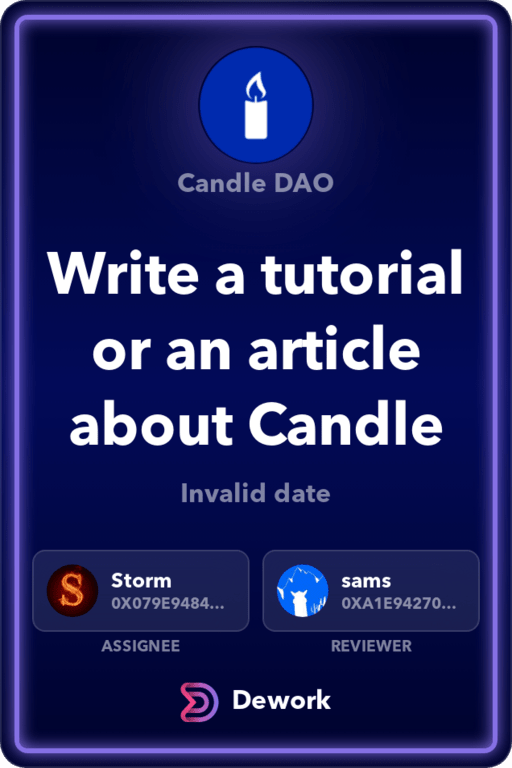 Candle DAO
Write a tutorial
or an article
about Candle
Invalid date
S
Storm
0X079E9484...
sams
0XA1E94270...
ASSIGNEE
REVIEWER
Dework